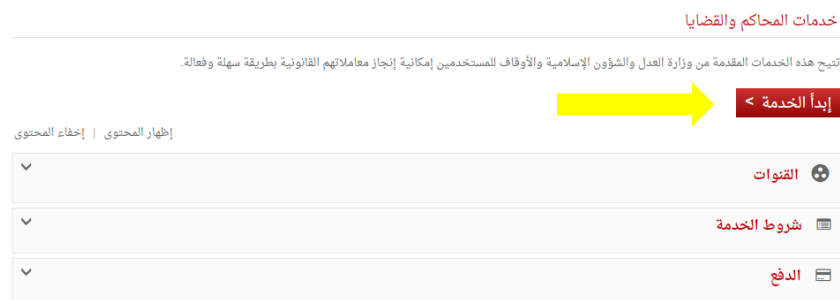 خدمات المحاكم والقضايا
تتيح هذه الخدمات المقدمة من وزارة العدل والشؤون الإسلامية والأوقاف للمستخدمين إمكانية إنجاز معاملاتهم القانونية بطريقة سهلة وفعالة.
إبدأ الخدمة >
إظهار المحتوى | إخفاء المحتوى
القنوات
شروط الخدمة
الدفع